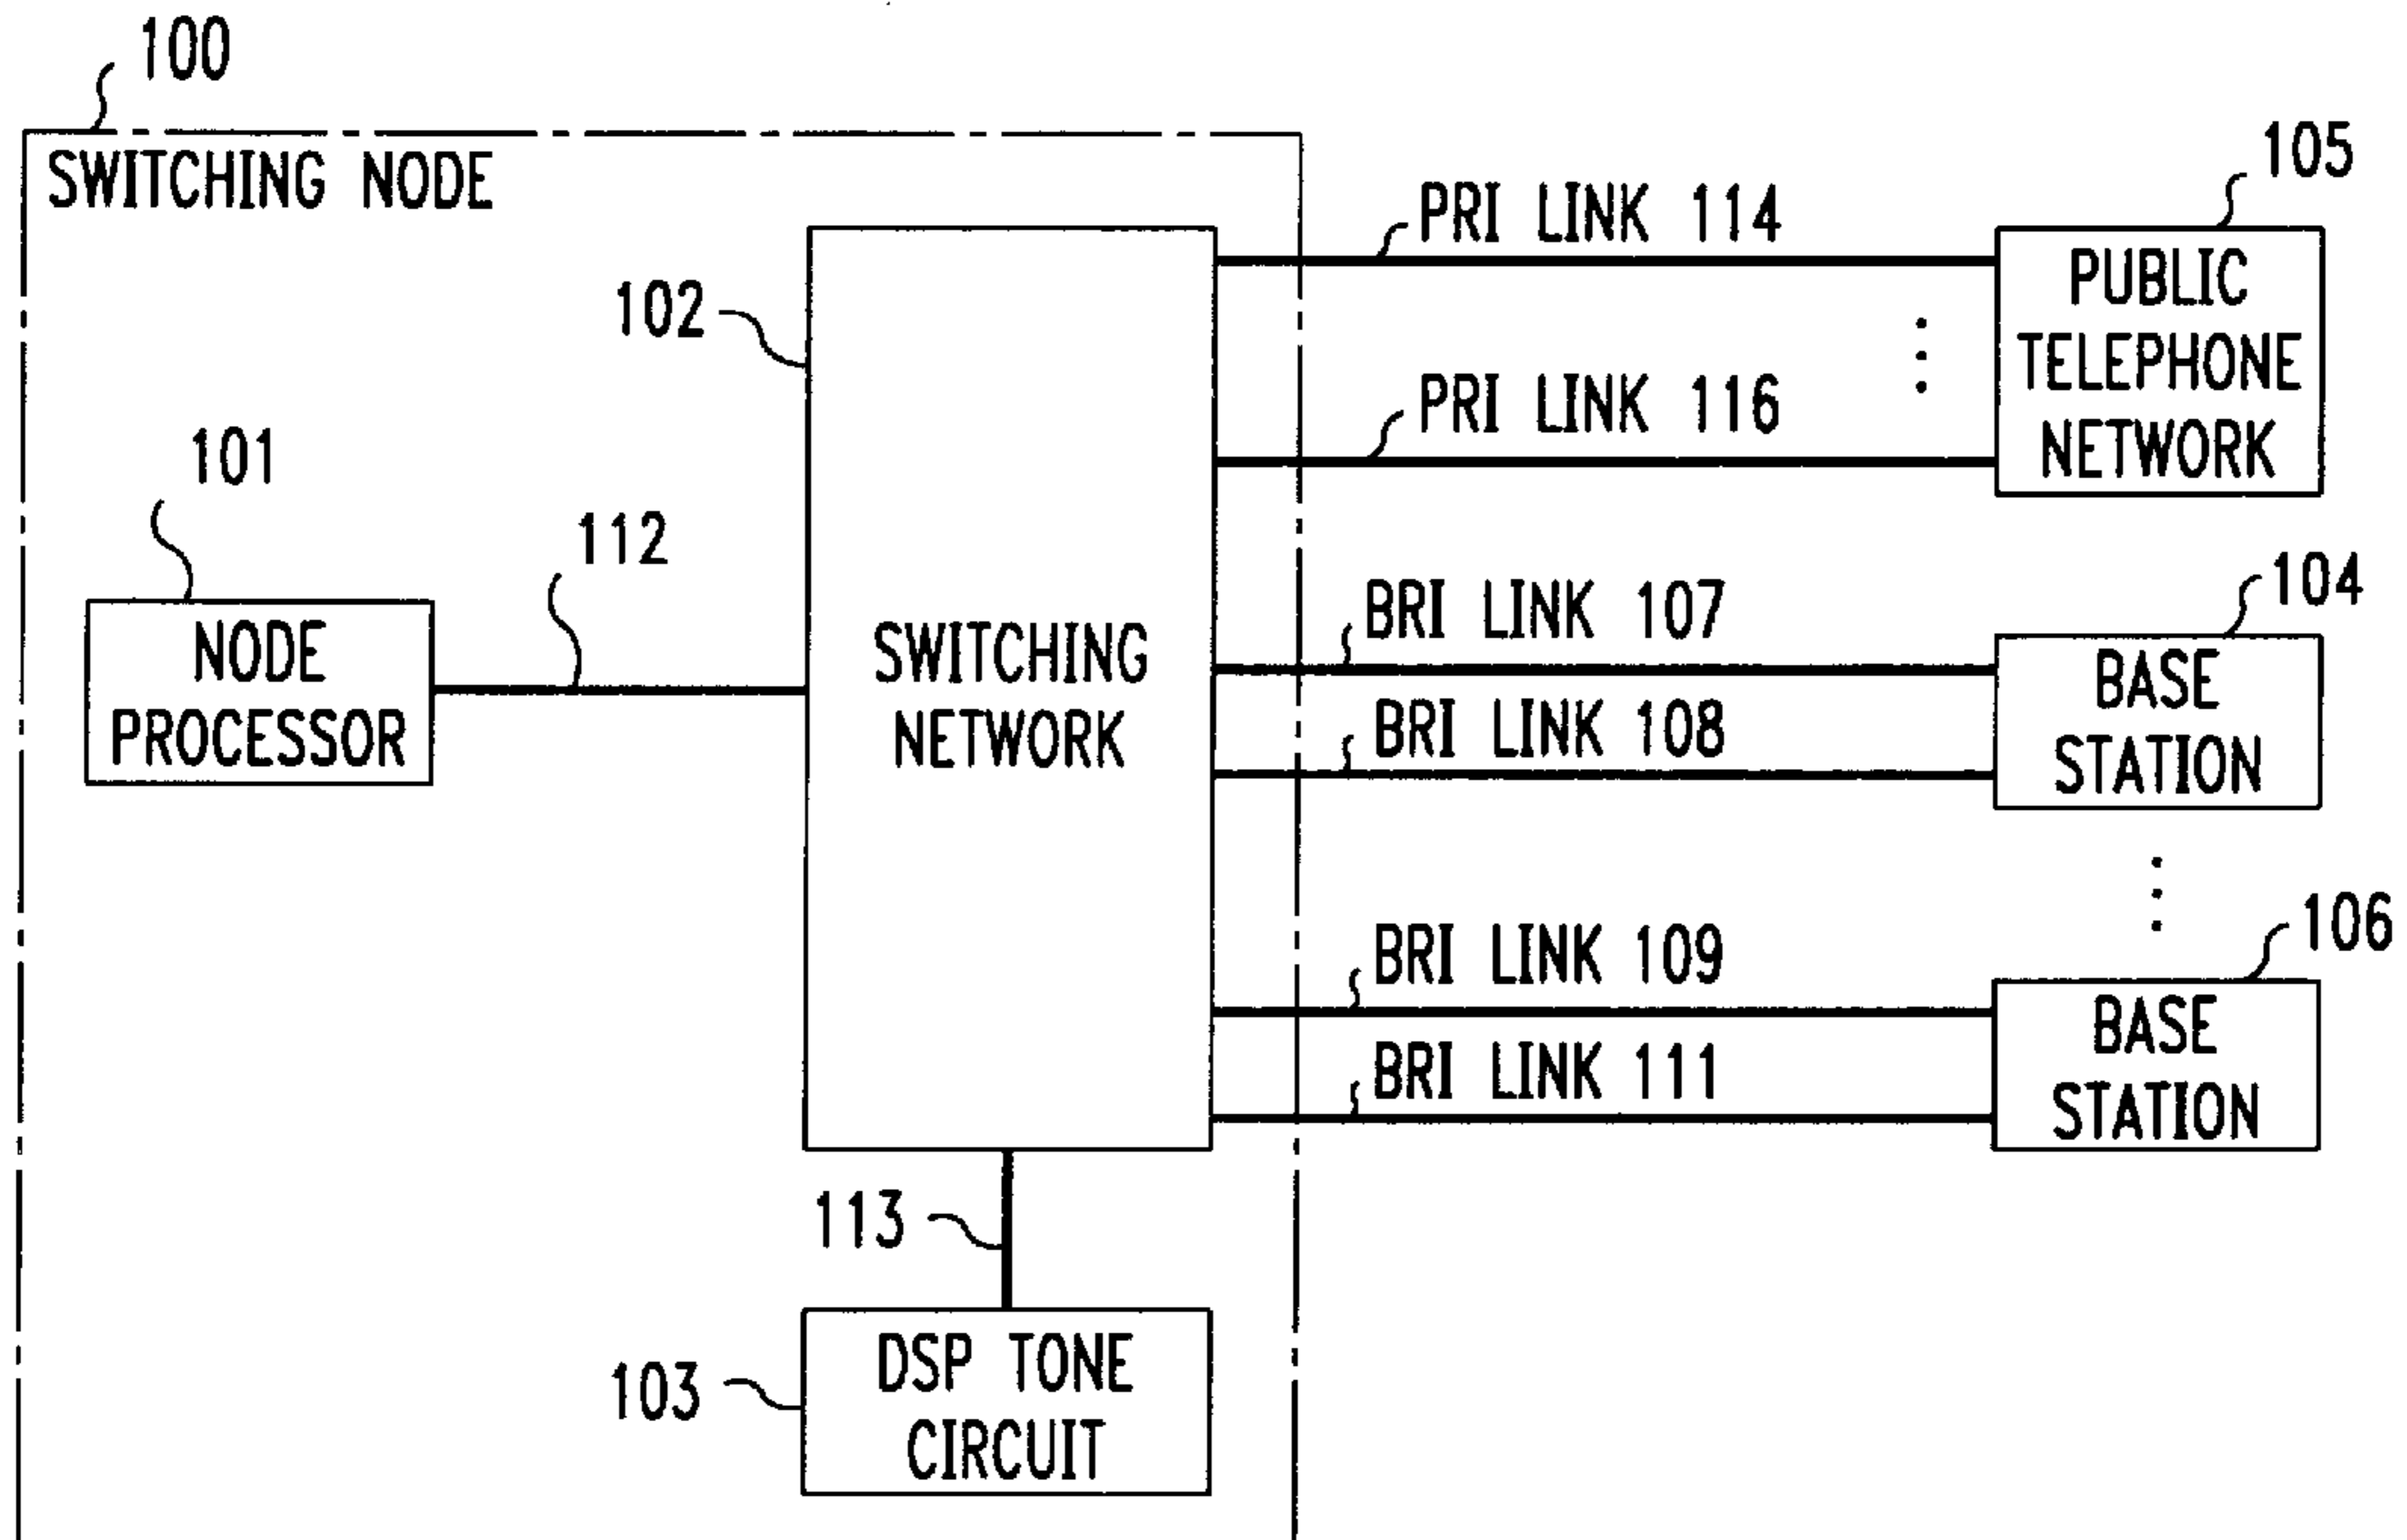 100
SWITCHING NODE
105
PRI LINK 114
PUBLIC
TELEPHONE
NETWORK
102
PRI LINK 116
101
112
NODE
PROCESSOR
SWITCHING
NETWORK
BRI LINK 107
104
BASE
STATION
BRI LINK 108
106
BRI LINK 109
BASE
STATION
BRI LINK 111
113
103
DSP TONE
CIRCUIT